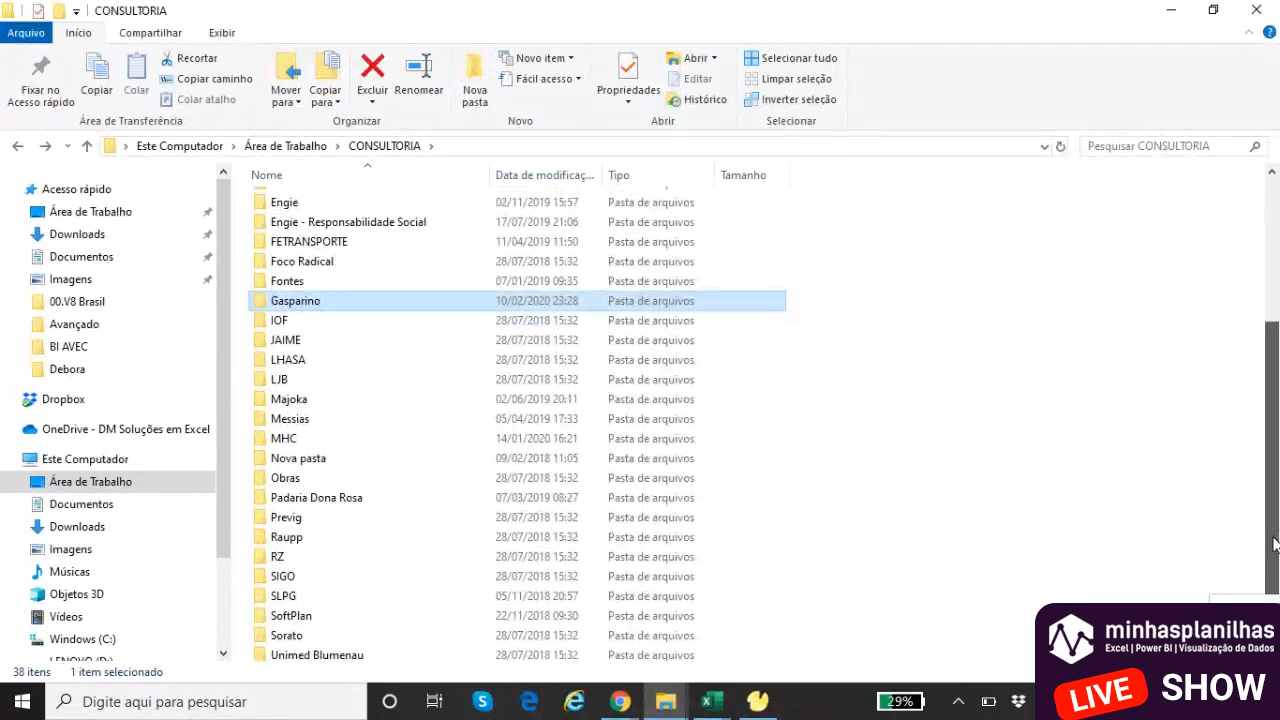 CONSULTORIA
Arquivo Início Compartilhar Exibir
Fixar no Acesso rápido
Copiar
Colar
Recortar
Copiar caminho
Colar atalho
Área de Transferência
Mover para
Copiar para
Excluir
Renomear
Organizar
Nova pasta
Novo item
Fácil acesso
Novo
Propriedades
Abrir
Editar
Histórico
Abrir
Selecionar tudo
Limpar seleção
Inverter seleção
Selecionar
Este Computador > Área de Trabalho > CONSULTORIA >
Pesquisar CONSULTORIA
Acesso rápido
Área de Trabalho
Downloads
Documentos
Imagens
00.V8 Brasil
Avançado
BI AVEC
Debora
Dropbox
OneDrive - DM Soluções em Excel
Este Computador
Área de Trabalho
Documentos
Downloads
Imagens
Músicas
Objetos 3D
Vídeos
Windows (C:)
LENOVO (D:)
Nome Data de modificaç... Tipo Tamanho
Engie 02/11/2019 15:57 Pasta de arquivos
Engie - Responsabilidade Social 17/07/2019 21:06 Pasta de arquivos
FETRANSPORTE 11/04/2019 11:50 Pasta de arquivos
Foco Radical 28/07/2018 15:32 Pasta de arquivos
Fontes 07/01/2019 09:35 Pasta de arquivos
Gasparino 10/02/2020 23:28 Pasta de arquivos
IOF 28/07/2018 15:32 Pasta de arquivos
JAIME 28/07/2018 15:32 Pasta de arquivos
LHASA 28/07/2018 15:32 Pasta de arquivos
LJB 28/07/2018 15:32 Pasta de arquivos
Majoka 02/06/2019 20:11 Pasta de arquivos
Messias 05/04/2019 17:33 Pasta de arquivos
MHC 14/01/2020 16:21 Pasta de arquivos
Nova pasta 09/02/2018 11:05 Pasta de arquivos
Obras 28/07/2018 15:32 Pasta de arquivos
Padaria Dona Rosa 07/03/2019 08:27 Pasta de arquivos
Previg 28/07/2018 15:32 Pasta de arquivos
Raupp 28/07/2018 15:32 Pasta de arquivos
RZ 28/07/2018 15:32 Pasta de arquivos
SIGO 28/07/2018 15:32 Pasta de arquivos
SLPG 05/11/2018 20:57 Pasta de arquivos
SoftPlan 22/11/2018 09:30 Pasta de arquivos
Sorato 28/07/2018 15:32 Pasta de arquivos
Unimed Blumenau 28/07/2018 15:32 Pasta de arquivos
38 itens 1 item selecionado
Digite aqui para pesquisar
29%
minhasplanilhas
Excel | Power BI | Visualização de Dados
LIVE SHOW